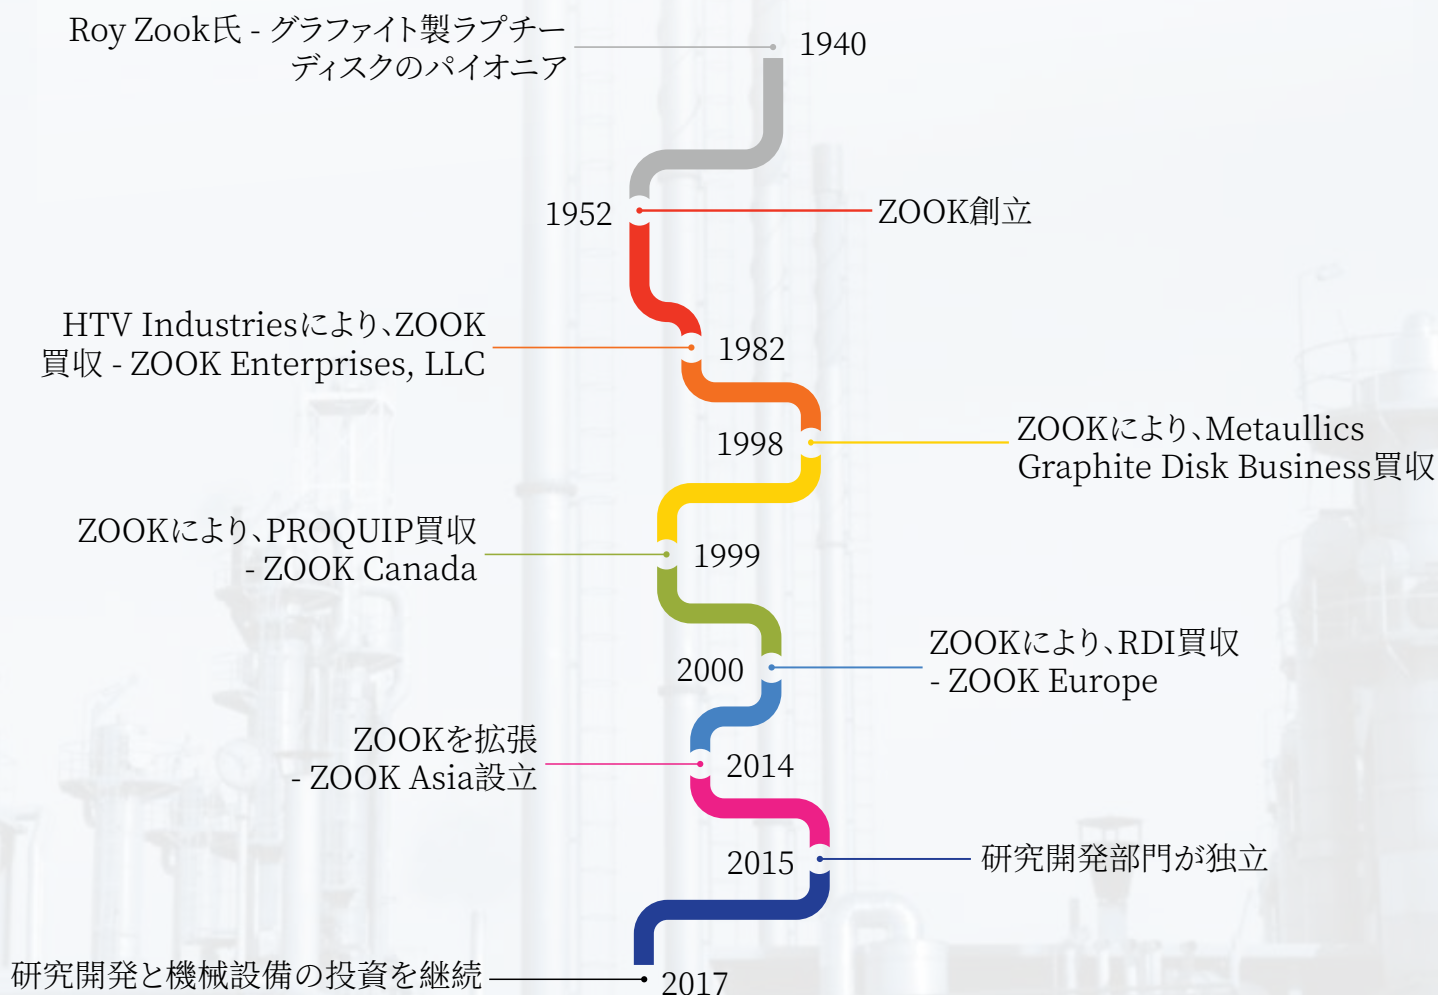 Roy Zook氏 - グラファイト製ラプチー
ディスクのパイオニア
1940
1952
ZOOK創立
HTV Industriesにより、ZOOK
買収 - ZOOK Enterprises, LLC
1982
1998
ZOOKにより、Metaullics
Graphite Disk Business買収
ZOOKにより、PROQUIP買収
- ZOOK Canada
1999
2000
ZOOKにより、RDI買収
- ZOOK Europe
ZOOKを拡張
- ZOOK Asia設立
2014
2015
研究開発部門が独立
研究開発と機械設備の投資を継続
2017